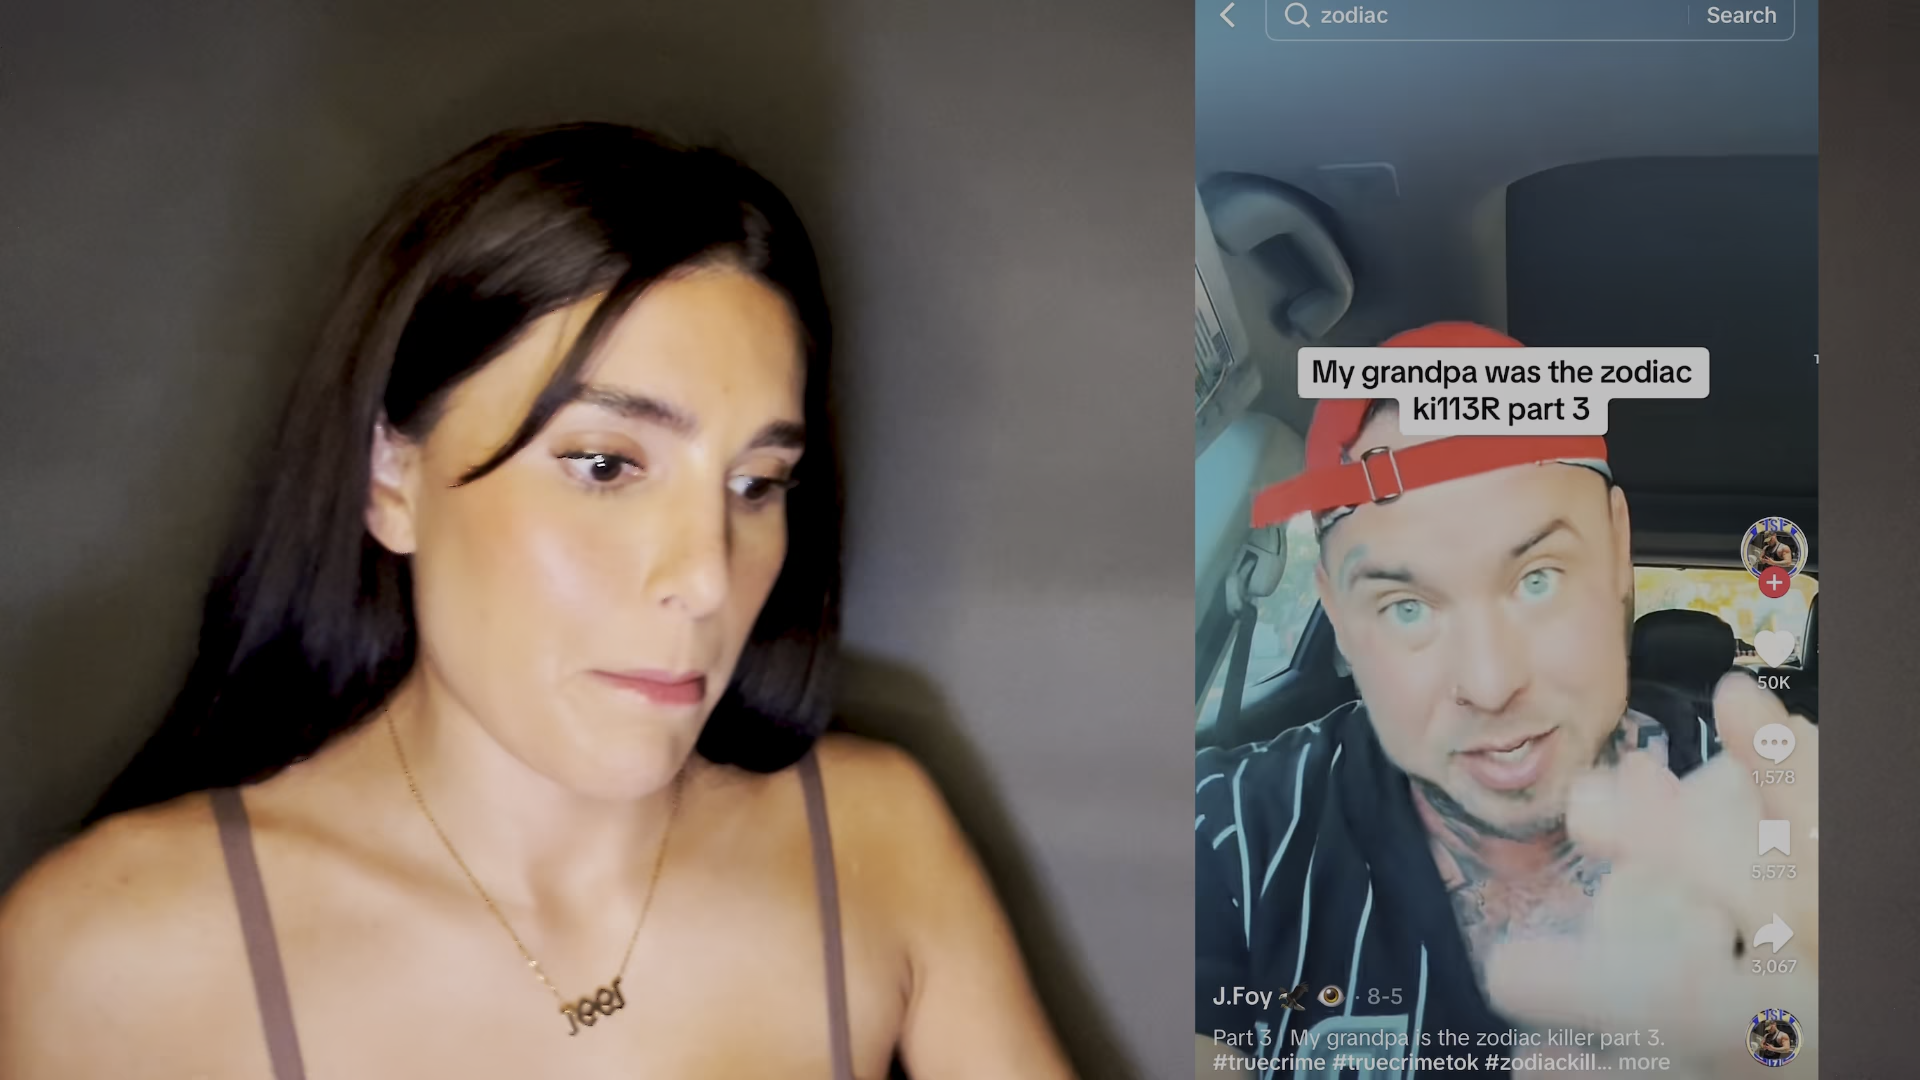 zodiac
Search
My grandpa was the zodiac
ki113R part 3
50K
1,578
5,573
3,067
J.Foy · 8-5
Part 3 | My grandpa is the zodiac killer part 3.
#truecrime #truecrimetok #zodiackill... more